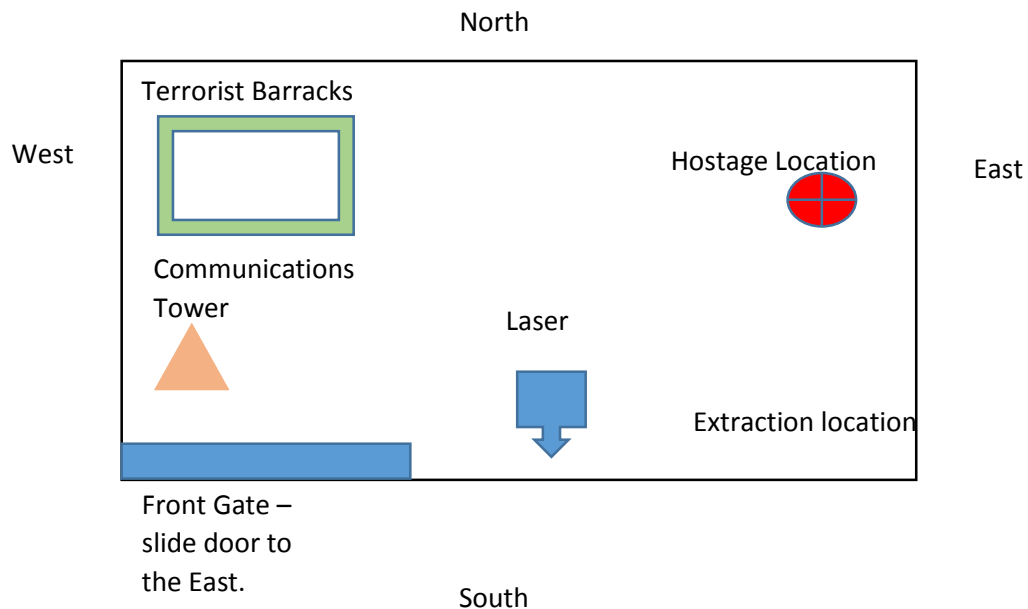 North
Terrorist Barracks
West
Hostage Location
East
Communications
Tower
Laser
Extraction location
Front Gate –
slide door to
the East.
South